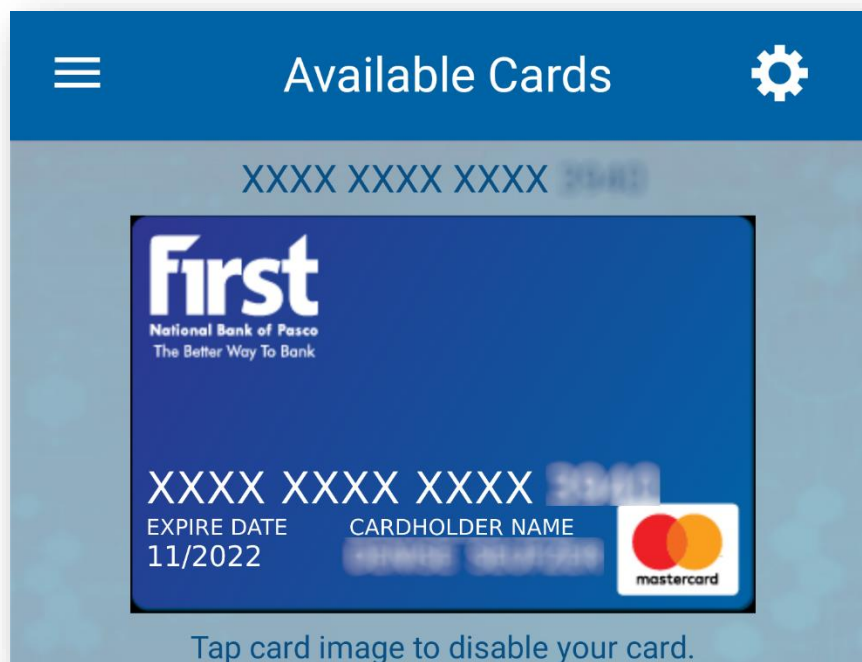 Available Cards
XXXX XXXX XXXX
First
National Bank of Pasco
The Better Way To Bank
XXXX XXXX XXXX
EXPIRE DATE CARDHOLDER NAME
11/2022
mastercard
Tap card image to disable your card.